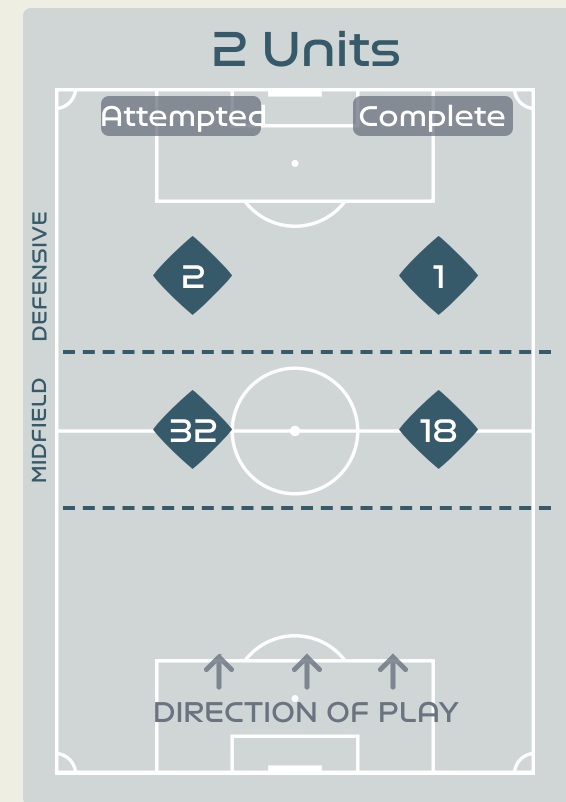 2 Units
Attempted Complete
DEFENSIVE
2 1
MIDFIELD
32 18
DIRECTION OF PLAY